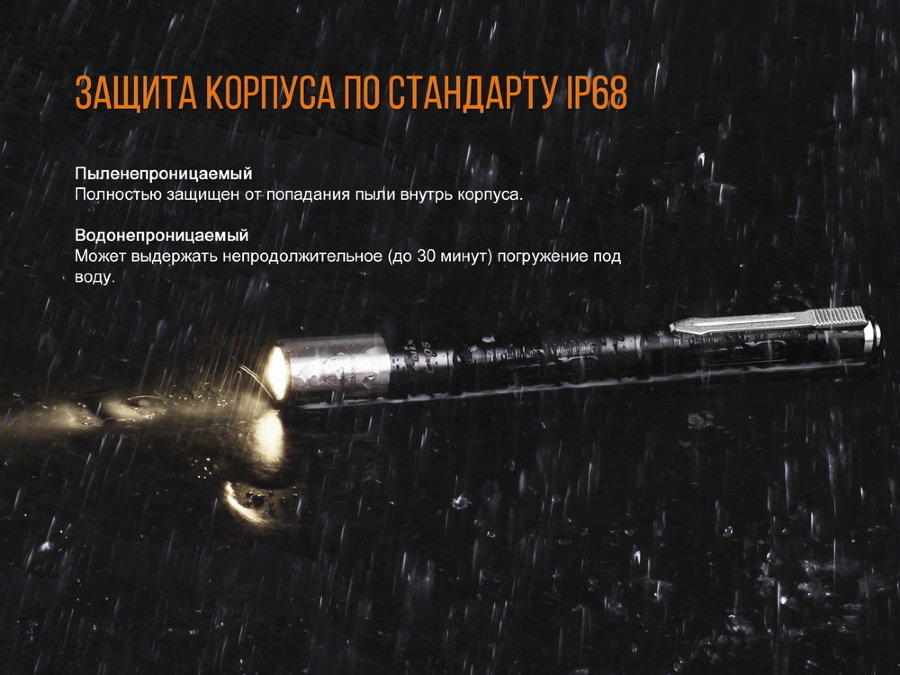 ЗАЩИТА КОРПУСА ПО СТАНДАРТУ IP68
Пыленепроницаемый
Полностью защищен от попадания пыли внутрь корпуса.
Водонепроницаемый
Может выдержать непродолжительное (до 30 минут) погружение под
воду.